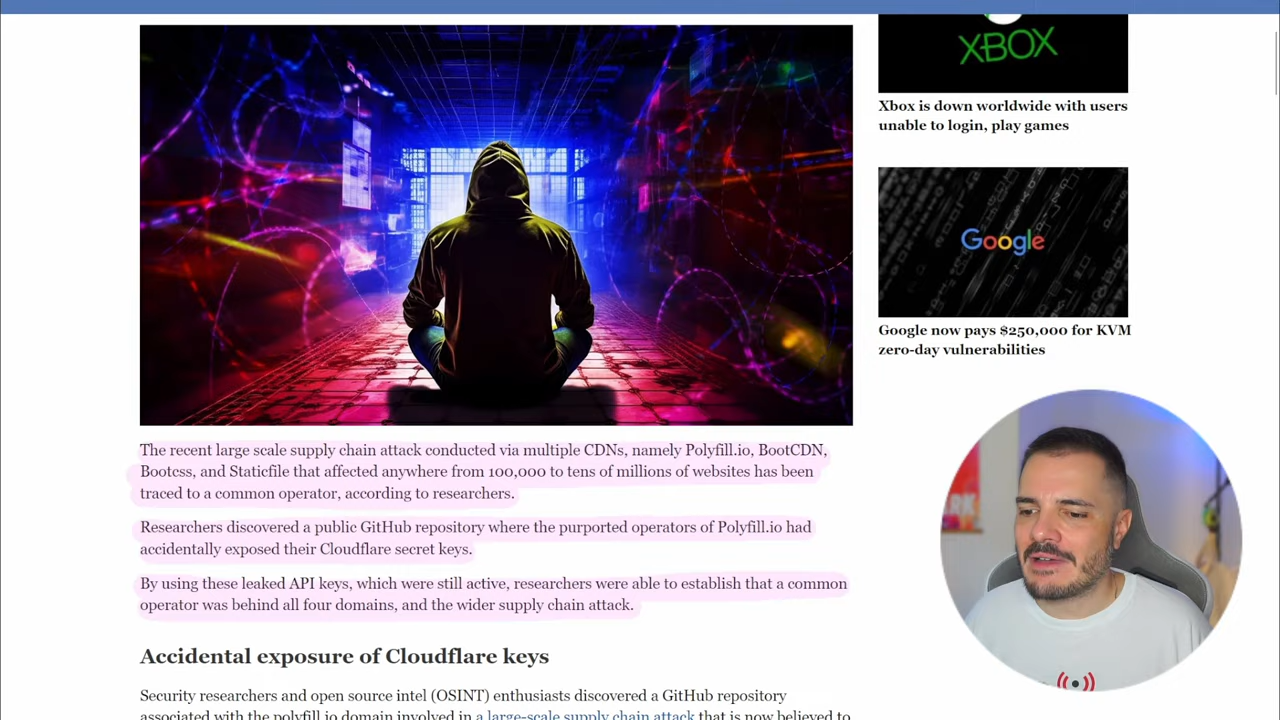 XBOX
Xbox is down worldwide with users
unable to login, play games
Google
Google now pays $250,000 for KVM
zero-day vulnerabilities
The recent large scale supply chain attack conducted via multiple CDNs, namely Polyfill.io, BootCDN,
Bootcss, and Staticfile that affected anywhere from 100,000 to tens of millions of websites has been
traced to a common operator, according to researchers.
Researchers discovered a public GitHub repository where the purported operators of Polyfill.io had
accidentally exposed their Cloudflare secret keys.
By using these leaked API keys, which were still active, researchers were able to establish that a common
operator was behind all four domains, and the wider supply chain attack.
Accidental exposure of Cloudflare keys
Security researchers and open source intel (OSINT) enthusiasts discovered a GitHub repository
associated with the polyfill.io domain involved in a large-scale supply chain attack that is now believed to